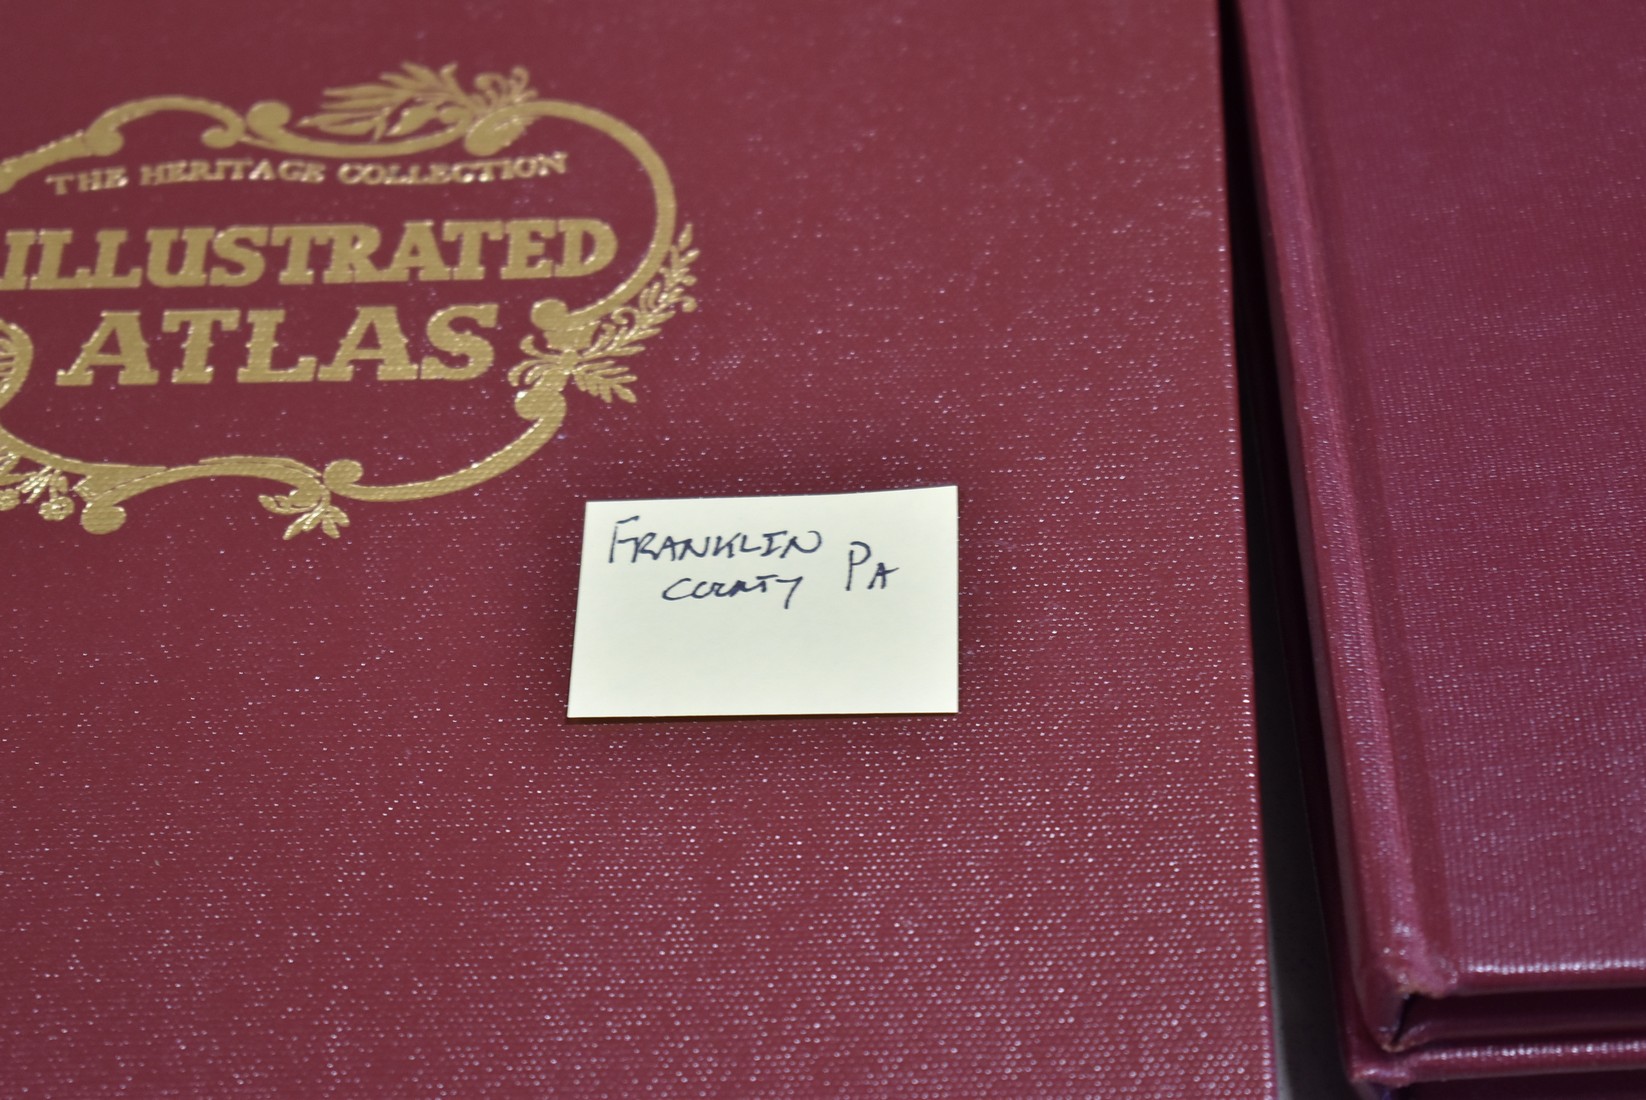 THE HERITAGE COLLECTION
ILLUSTRATED
ATLAS
FRANKLIN
COUNTY PA